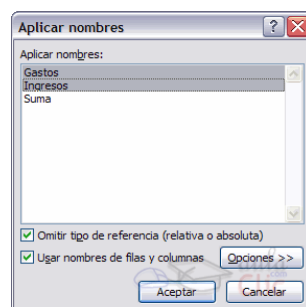 Aplicar nombres
Aplicar nombres:
Gastos
Ingresos
Suma
Omitir tipo de referencia (relativa o absoluta)
Usar nombres de filas y columnas
Opciones >>
Aceptar
Cancelar